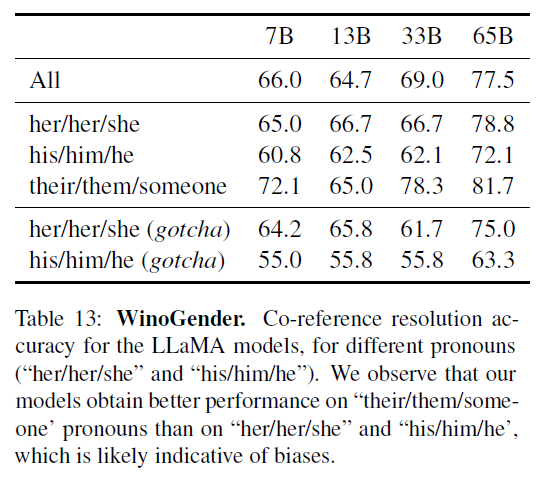 7B 13B 33B 65B
All 66.0 64.7 69.0 77.5
her/her/she 65.0 66.7 66.7 78.8
his/him/he 60.8 62.5 62.1 72.1
their/them/someone 72.1 65.0 78.3 81.7
her/her/she (gotcha) 64.2 65.8 61.7 75.0
his/him/he (gotcha) 55.0 55.8 55.8 63.3
Table 13: WinoGender. Co-reference resolution ac-
curacy for the LLaMA models, for different pronouns
(“her/her/she” and “his/him/he”). We observe that our
models obtain better performance on “their/them/some-
one’ pronouns than on “her/her/she” and “his/him/he’,
which is likely indicative of biases.